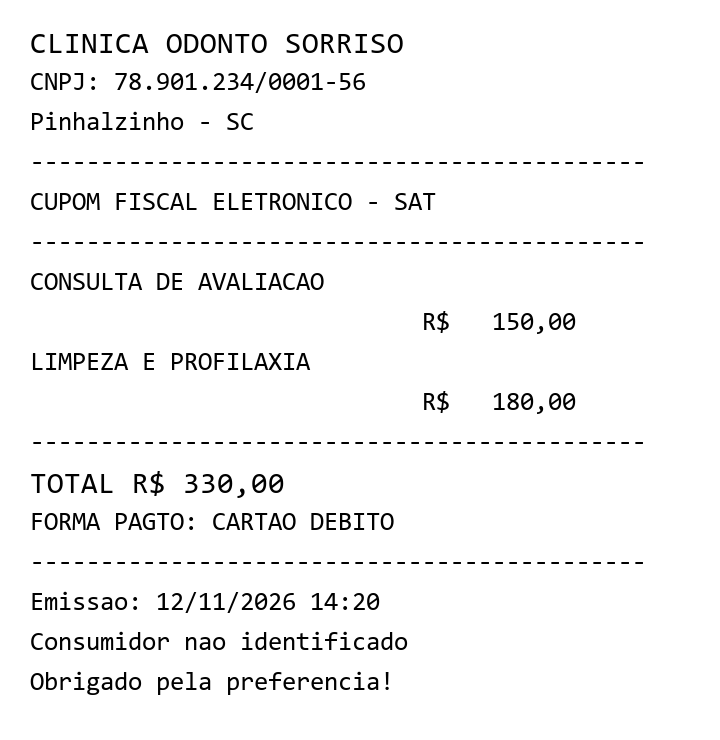 CLINICA ODONTO SORRISO
CNPJ: 78.901.234/0001-56
Pinhalzinho - SC
--------------------------------------------
CUPOM FISCAL ELETRONICO - SAT
--------------------------------------------
CONSULTA DE AVALIACAO
R$   150,00
LIMPEZA E PROFILAXIA
R$   180,00
--------------------------------------------
TOTAL R$ 330,00
FORMA PAGTO: CARTAO DEBITO
--------------------------------------------
Emissao: 12/11/2026 14:20
Consumidor nao identificado
Obrigado pela preferencia!